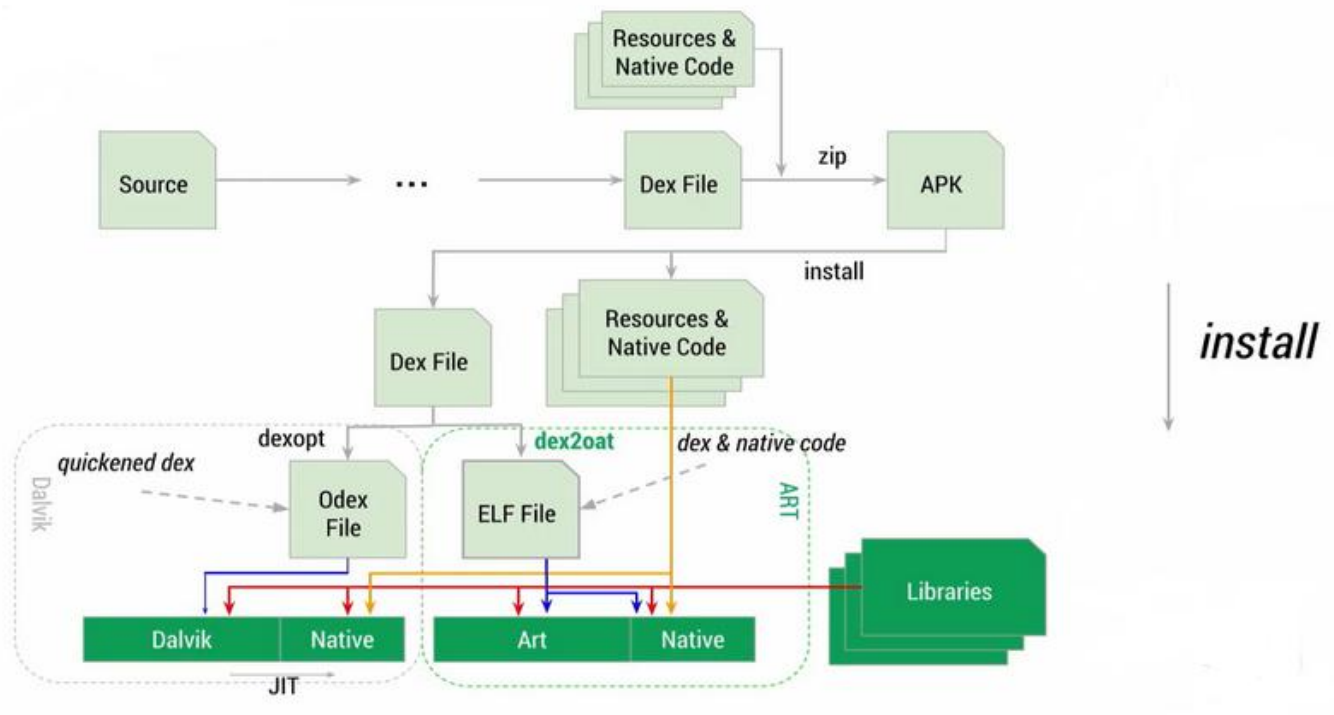 Resources &
Native Code
Source
...
Dex File
zip
APK
install
Resources &
Native Code
Dex File
install
dexopt
dex2oat
dex & native code
quickened dex
Dalvik
Odex
File
ELF File
ART
Libraries
Dalvik
Native
Art
Native
JIT